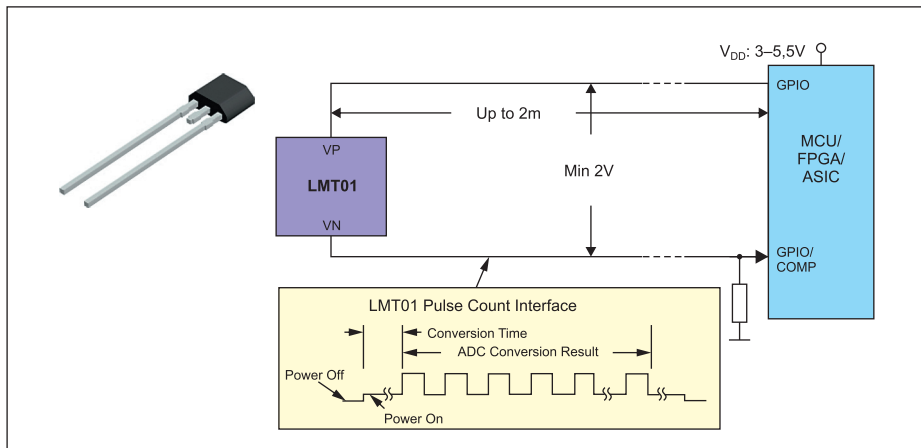 V_DD: 3–5,5V
GPIO
Up to 2m
MCU/
FPGA/
ASIC
VP
LMT01
VN
Min 2V
GPIO/
COMP
LMT01 Pulse Count Interface
Conversion Time
ADC Conversion Result
Power Off
Power On